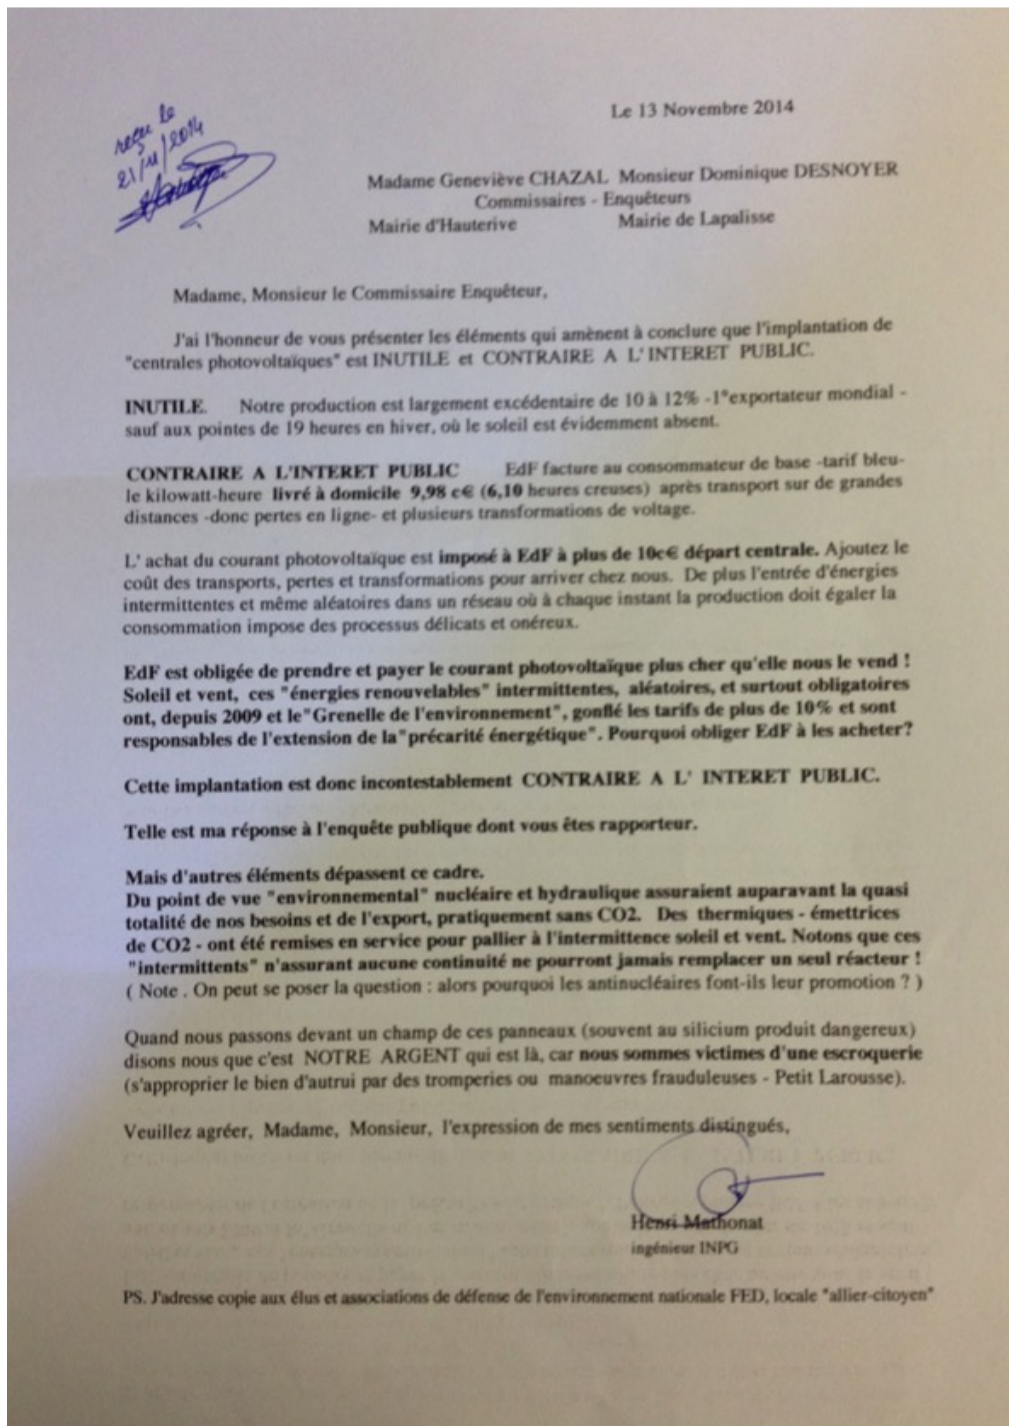 Le 13 Novembre 2014
reçu le
21/11/2014
Madame Geneviève CHAZAL Monsieur Dominique DESNOYER
Commissaires - Enquêteurs
Mairie d'Hauterive Mairie de Lapalisse
Madame, Monsieur le Commissaire Enquêteur,
J'ai l'honneur de vous présenter les éléments qui amènent à conclure que l'implantation de
"centrales photovoltaïques" est INUTILE et CONTRAIRE A L' INTERET PUBLIC.
INUTILE. Notre production est largement excédentaire de 10 à 12% -1°exportateur mondial -
sauf aux pointes de 19 heures en hiver, où le soleil est évidemment absent.
CONTRAIRE A L'INTERET PUBLIC EdF facture au consommateur de base -tarif bleu-
le kilowatt-heure livré à domicile 9,98 c€ (6,10 heures creuses) après transport sur de grandes
distances -donc pertes en ligne- et plusieurs transformations de voltage.
L' achat du courant photovoltaïque est imposé à EdF à plus de 10c€ départ centrale. Ajoutez le
coût des transports, pertes et transformations pour arriver chez nous. De plus l'entrée d'énergies
intermittentes et même aléatoires dans un réseau où à chaque instant la production doit égaler la
consommation impose des processus délicats et onéreux.
EdF est obligée de prendre et payer le courant photovoltaïque plus cher qu'elle nous le vend !
Soleil et vent, ces "énergies renouvelables" intermittentes, aléatoires, et surtout obligatoires
ont, depuis 2009 et le"Grenelle de l'environnement", gonflé les tarifs de plus de 10% et sont
responsables de l'extension de la"précarité énergétique". Pourquoi obliger EdF à les acheter?
Cette implantation est donc incontestablement CONTRAIRE A L' INTERET PUBLIC.
Telle est ma réponse à l'enquête publique dont vous êtes rapporteur.
Mais d'autres éléments dépassent ce cadre.
Du point de vue "environnemental" nucléaire et hydraulique assuraient auparavant la quasi
totalité de nos besoins et de l'export, pratiquement sans CO2. Des thermiques - émettrices
de CO2 - ont été remises en service pour pallier à l'intermittence soleil et vent. Notons que ces
"intermittents" n'assurant aucune continuité ne pourront jamais remplacer un seul réacteur !
( Note . On peut se poser la question : alors pourquoi les antinucléaires font-ils leur promotion ? )
Quand nous passons devant un champ de ces panneaux (souvent au silicium produit dangereux)
disons nous que c'est NOTRE ARGENT qui est là, car nous sommes victimes d'une escroquerie
(s'approprier le bien d'autrui par des tromperies ou manoeuvres frauduleuses - Petit Larousse).
Veuillez agréer, Madame, Monsieur, l'expression de mes sentiments distingués,
Henri Mathonat
ingénieur INPG
PS. J'adresse copie aux élus et associations de défense de l'environnement nationale FED, locale "allier-citoyen"